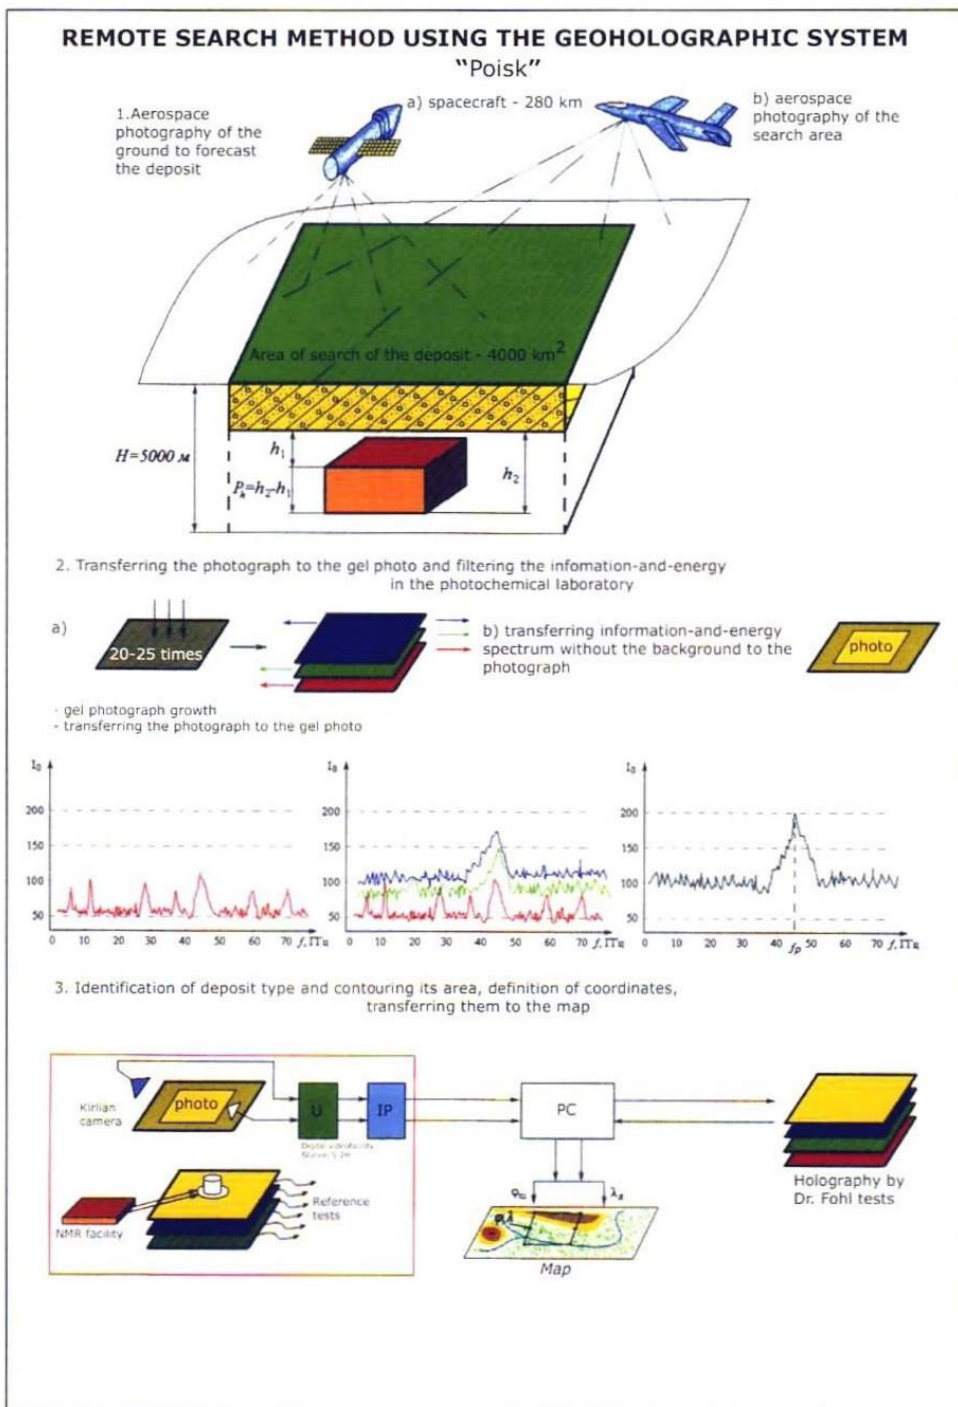 REMOTE SEARCH METHOD USING THE GEOHOLOGRAPHIC SYSTEM
"Poisk"
1.Aerospace
photography of the
ground to forecast
the deposit
a) spacecraft - 280 km
b) aerospace
photography of the
search area
Area of search of the deposit - 4000 km²
H=5000 м
h₁
Pₕ=h₂-h₁
h₂
2. Transferring the photograph to the gel photo and filtering the infomation-and-energy
in the photochemical laboratory
a)
20-25 times
b) transferring information-and-energy
spectrum without the background to the
photograph
photo
- gel photograph growth
- transferring the photograph to the gel photo
I₀
200
150
100
50
0 10 20 30 40 50 60 70 f, ГГц
I₀
200
150
100
50
0 10 20 30 40 50 60 70 f, ГГц
I₀
200
150
100
50
0 10 20 30 40 fₚ 50 60 70 f, ГГц
3. Identification of deposit type and contouring its area, definition of coordinates,
transferring them to the map
Kirlian
camera
photo
U
IP
PC
Reference
tests
NMR facility
Holography by
Dr. Fohl tests
Map